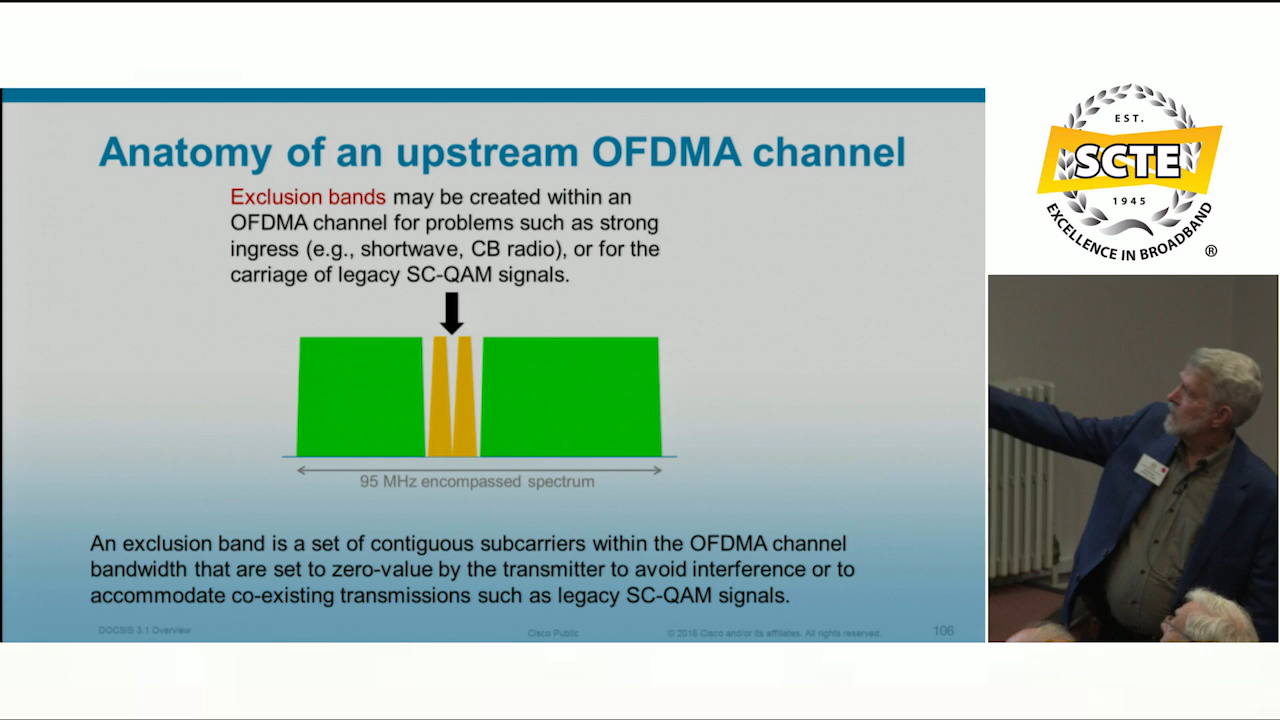 Anatomy of an upstream OFDMA channel
Exclusion bands may be created within an
OFDMA channel for problems such as strong
ingress (e.g., shortwave, CB radio), or for the
carriage of legacy SC-QAM signals.
95 MHz encompassed spectrum
An exclusion band is a set of contiguous subcarriers within the OFDMA channel
bandwidth that are set to zero-value by the transmitter to avoid interference or to
accommodate co-existing transmissions such as legacy SC-QAM signals.
DOCSIS 3.1 Overview
Cisco Public
© 2016 Cisco and/or its affiliates. All rights reserved.
106
EST.
SCTE
1945
EXCELLENCE IN BROADBAND
®